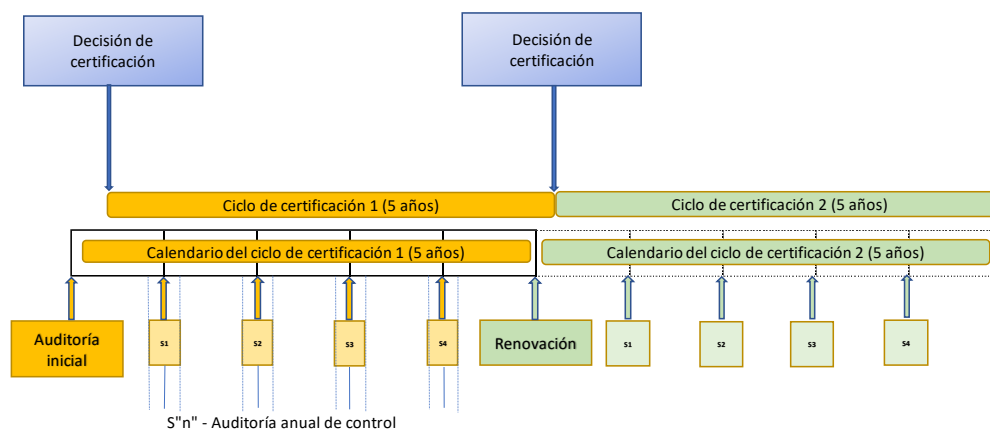 Decisión de
certificación
Decisión de
certificación
Ciclo de certificación 1 (5 años)
Ciclo de certificación 2 (5 años)
Calendario del ciclo de certificación 1 (5 años)
Calendario del ciclo de certificación 2 (5 años)
Auditoría
inicial
S1
S2
S3
S4
Renovación
S1
S2
S3
S4
S"n" - Auditoría anual de control